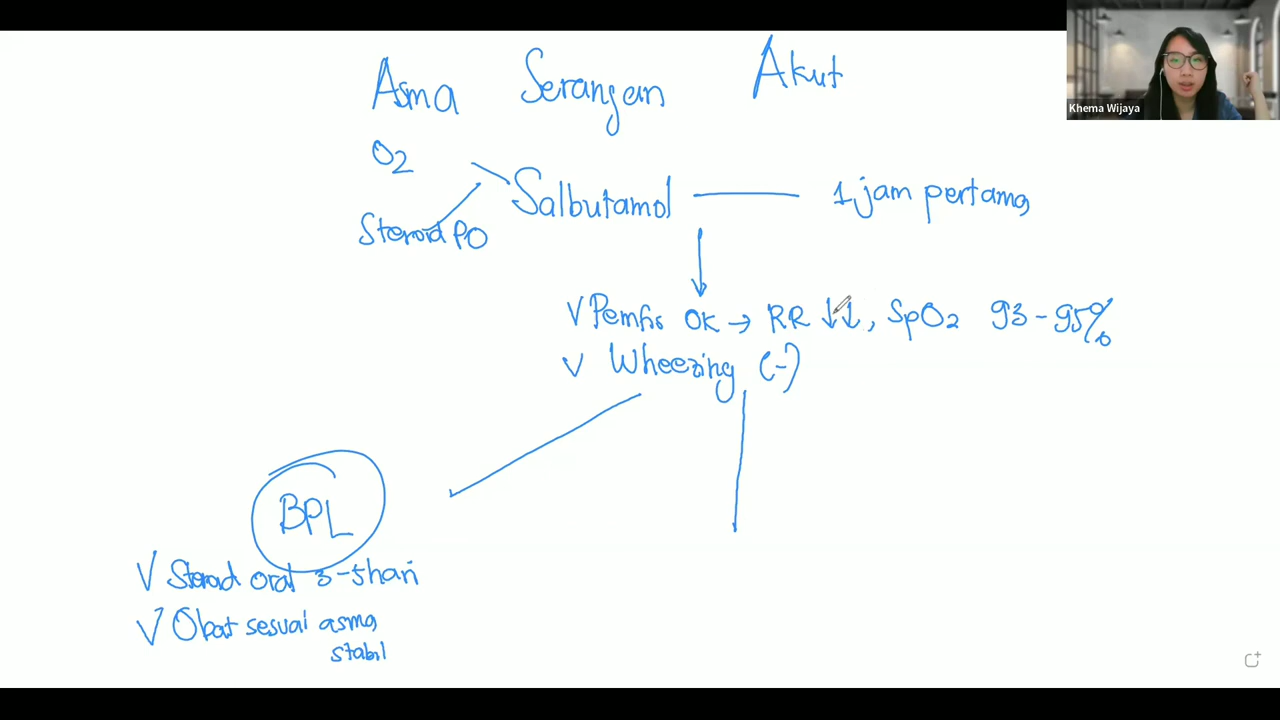 Asma Serangan Akut
Khema Wijaya
O2
Salbutamol
1 jam pertama
Steroid PO
V Pemfis OK → RR ↓↓, SpO2 93 - 95%
V Wheezing (-)
BPL
V Steroid oral 3-5 hari
V Obat sesuai asma
stabil